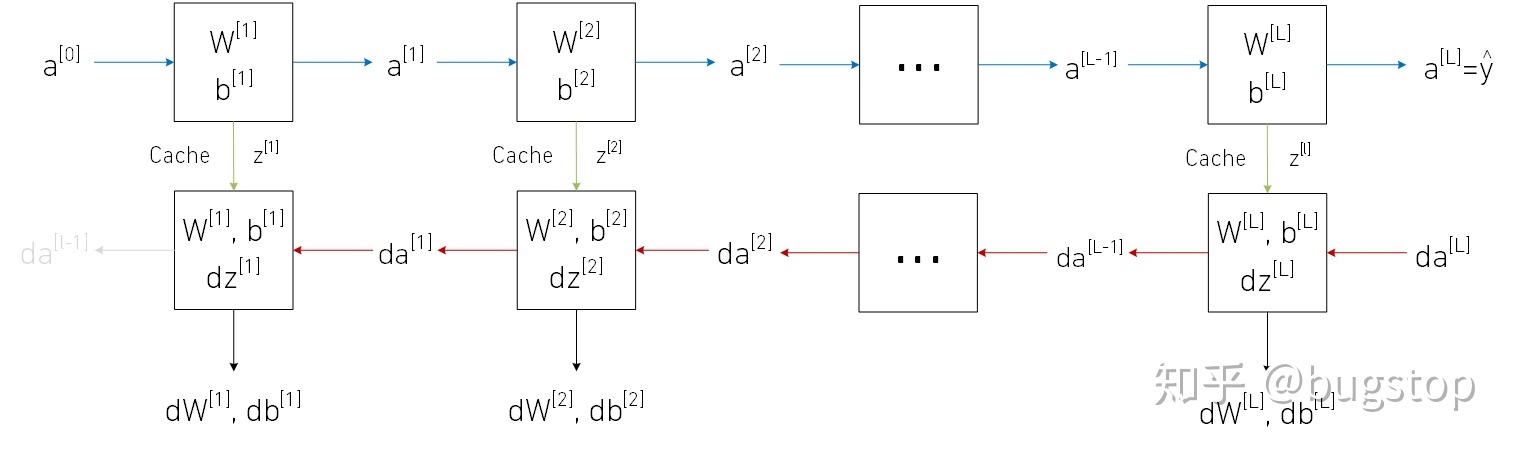 a[0] W[1] a[1] W[2] a[2] ... a[L-1] W[L] a[L]=ŷ
b[1] b[2] b[L]
Cache z[1] Cache z[2] Cache z[l]
da[l-1] W[1], b[1] da[1] W[2], b[2] da[2] ... da[L-1] W[L], b[L] da[L]
dz[1] dz[2] dz[L]
知乎 @bugstop
dW[1], db[1] dW[2], db[2] dW[L], db[L]